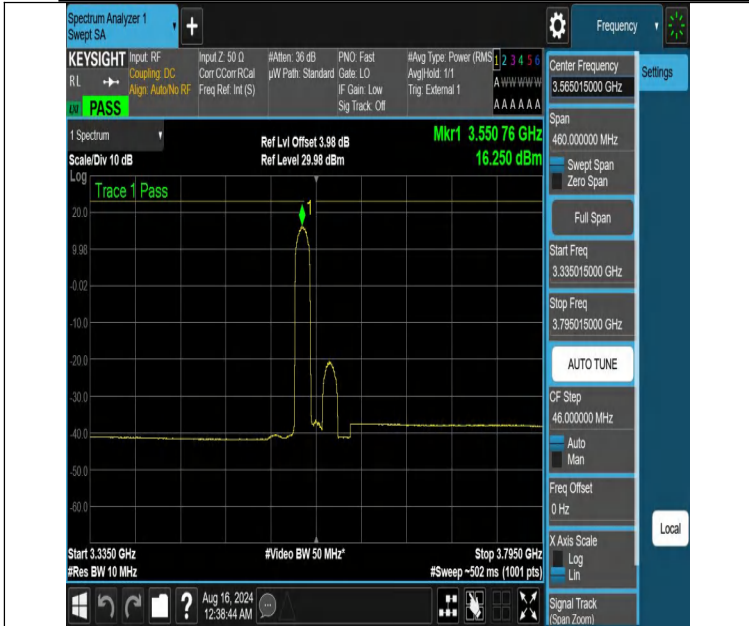 Spectrum Analyzer 1
Swept SA
Frequency
KEYSIGHT
RL
LXI
PASS
Input: RF
Coupling: DC
Align: Auto/No RF
Input Z: 50 Ω
Corr CCorr RCal
Freq Ref: Int (S)
#Atten: 36 dB
µW Path: Standard
PNO: Fast
Gate: LO
IF Gain: Low
Sig Track: Off
#Avg Type: Power (RMS
Avg|Hold: 1/1
Trig: External 1
1 2 3 4 5 6
A W W W W W
A A A A A A
1 Spectrum
Scale/Div 10 dB
Ref Lvl Offset 3.98 dB
Ref Level 29.98 dBm
Mkr1 3.550 76 GHz
16.250 dBm
Log
Trace 1 Pass
1
20.0
9.98
-0.02
-10.0
-20.0
-30.0
-40.0
-50.0
-60.0
Start 3.3350 GHz
#Res BW 10 MHz
#Video BW 50 MHz*
Stop 3.7950 GHz
#Sweep ~502 ms (1001 pts)
Aug 16, 2024
12:38:44 AM
Center Frequency
3.565015000 GHz
Settings
Span
460.000000 MHz
Swept Span
Zero Span
Full Span
Start Freq
3.335015000 GHz
Stop Freq
3.795015000 GHz
AUTO TUNE
CF Step
46.000000 MHz
Auto
Man
Freq Offset
0 Hz
Local
X Axis Scale
Log
Lin
Signal Track
(Span Zoom)